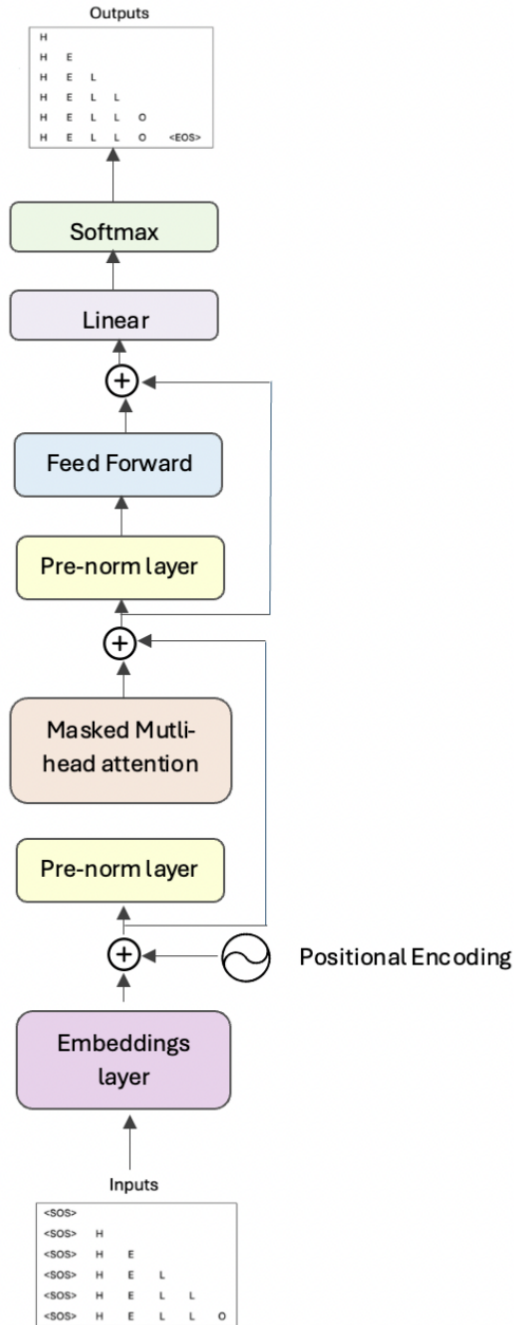 Outputs
H
H E
H E L
H E L L
H E L L O
H E L L O <EOS>
Softmax
Linear
Feed Forward
Pre-norm layer
Masked Mutli-
head attention
Pre-norm layer
Positional Encoding
Embeddings
layer
Inputs
<SOS>
<SOS> H
<SOS> H E
<SOS> H E L
<SOS> H E L L
<SOS> H E L L O